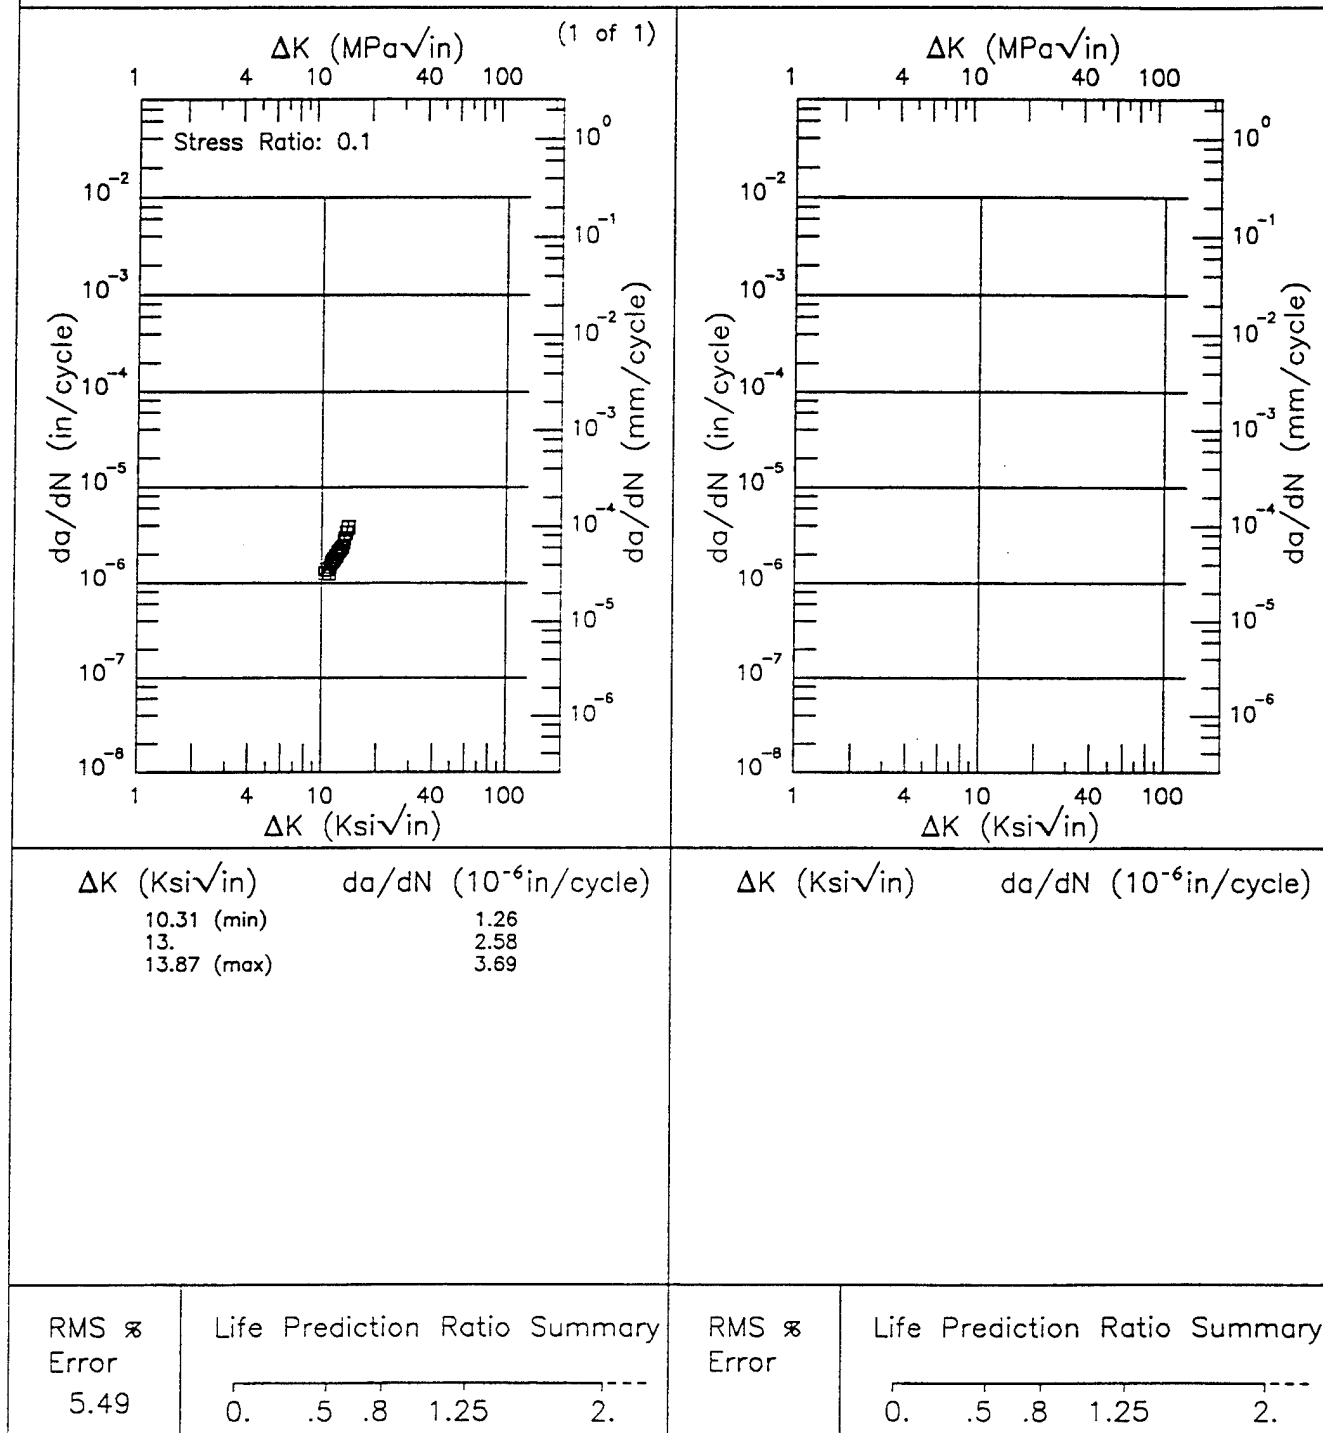 (1 of 1)
ΔK (MPa√in)
1 4 10 40 100
Stress Ratio: 0.1
10⁻²
10⁻³
10⁻⁴
10⁻⁵
10⁻⁶
10⁻⁷
10⁻⁸
da/dN (in/cycle)
10⁰
10⁻¹
10⁻²
10⁻³
10⁻⁴
10⁻⁵
10⁻⁶
da/dN (mm/cycle)
1 4 10 40 100
ΔK (Ksi√in)
ΔK (MPa√in)
1 4 10 40 100
10⁻²
10⁻³
10⁻⁴
10⁻⁵
10⁻⁶
10⁻⁷
10⁻⁸
da/dN (in/cycle)
10⁰
10⁻¹
10⁻²
10⁻³
10⁻⁴
10⁻⁵
10⁻⁶
da/dN (mm/cycle)
1 4 10 40 100
ΔK (Ksi√in)
ΔK (Ksi√in) da/dN (10⁻⁶in/cycle)
10.31 (min) 1.26
13. 2.58
13.87 (max) 3.69
ΔK (Ksi√in) da/dN (10⁻⁶in/cycle)
RMS %
Error
5.49
Life Prediction Ratio Summary
0. .5 .8 1.25 2.
RMS %
Error
Life Prediction Ratio Summary
0. .5 .8 1.25 2.